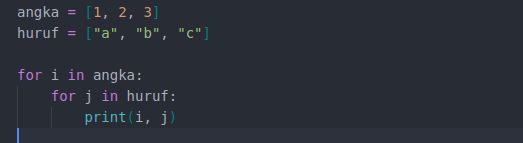 angka = [1, 2, 3]
huruf = ["a", "b", "c"]

for i in angka:
    for j in huruf:
        print(i, j)